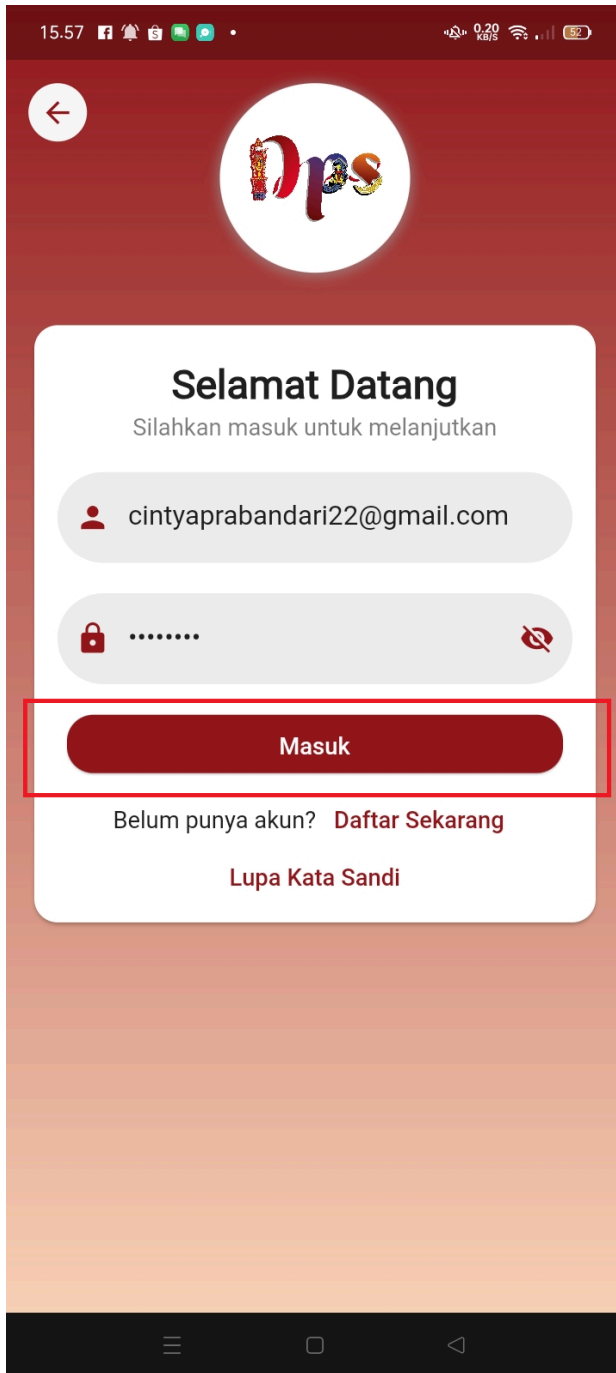 15.57 0.20 KB/S 52
Dps
Selamat Datang
Silahkan masuk untuk melanjutkan
cintyaprabandari22@gmail.com
••••••••
Masuk
Belum punya akun? Daftar Sekarang
Lupa Kata Sandi